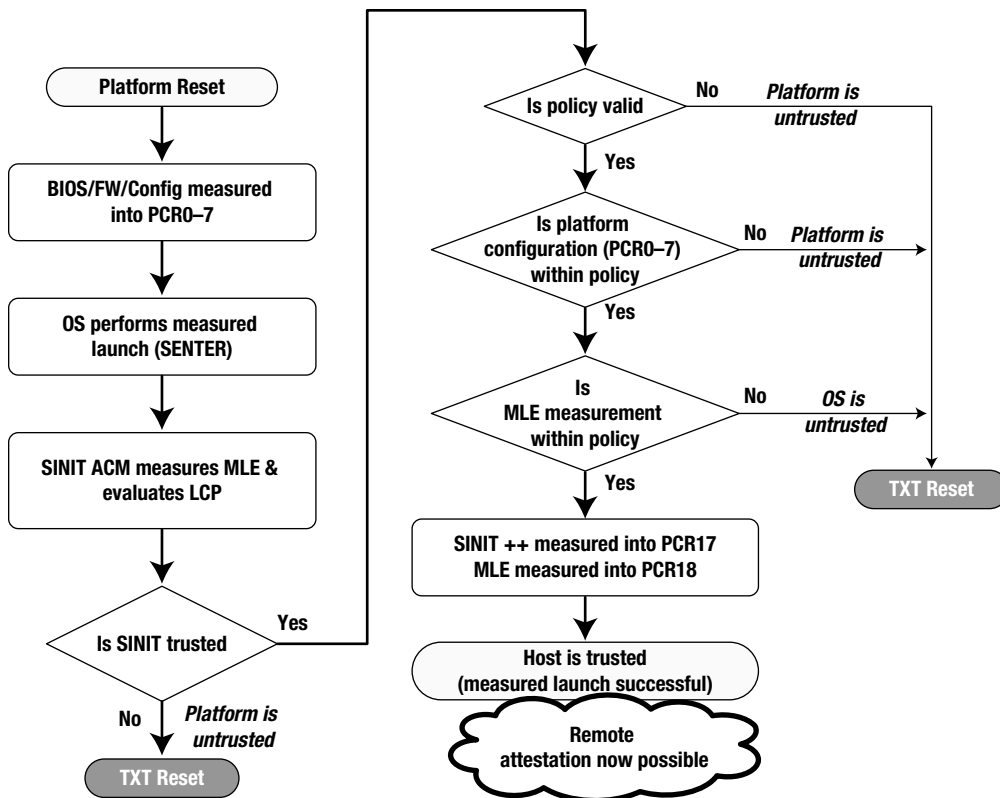 Platform Reset
BIOS/FW/Config measured
into PCR0–7
OS performs measured
launch (SENTER)
SINIT ACM measures MLE &
evaluates LCP
Is SINIT trusted
Yes
No
Platform is
untrusted
TXT Reset
Is policy valid
No
Platform is
untrusted
Yes
Is platform
configuration (PCR0–7)
within policy
No
Platform is
untrusted
Yes
Is
MLE measurement
within policy
No
OS is
untrusted
Yes
TXT Reset
SINIT ++ measured into PCR17
MLE measured into PCR18
Host is trusted
(measured launch successful)
Remote
attestation now possible